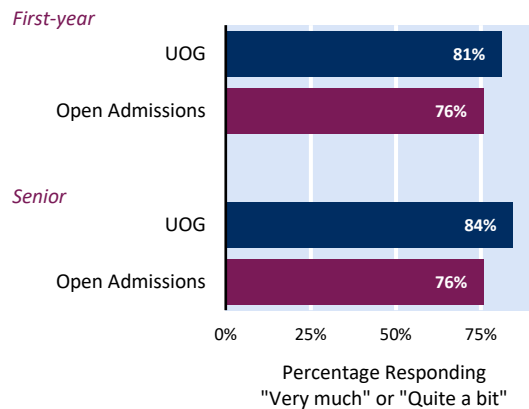 First-year
UOG
81%
Open Admissions
76%
Senior
UOG
84%
Open Admissions
76%
0%
25%
50%
75%
Percentage Responding
"Very much" or "Quite a bit"